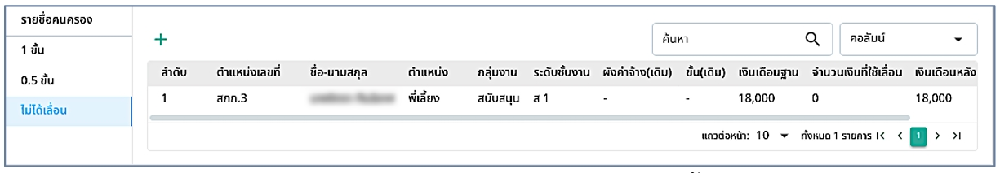 รายชื่อคนครอง
1 ขั้น
0.5 ขั้น
ไม่ได้เลื่อน
+
ค้นหา
คอลัมน์
ลำดับ ตำแหน่งเลขที่ ชื่อ-นามสกุล ตำแหน่ง กลุ่มงาน ระดับชั้นงาน ผังค่าจ้าง(เดิม) ขั้น(เดิม) เงินเดือนฐาน จำนวนเงินที่ใช้เลื่อน เงินเดือนหลัง
1 สกก.3 พี่เลี้ยง สนับสนุน ส 1 - - 18,000 0 18,000
แถวต่อหน้า: 10 ทั้งหมด 1 รายการ |< < 1 > >|